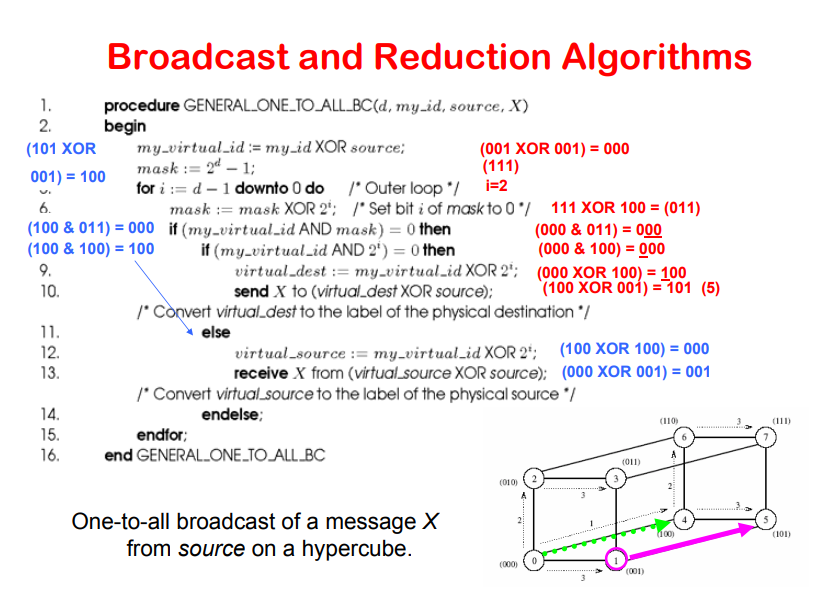 Broadcast and Reduction Algorithms
1. procedure GENERAL_ONE_TO_ALL_BC(d, my_id, source, X)
2. begin
(101 XOR my_virtual_id := my_id XOR source; (001 XOR 001) = 000
001) = 100 mask := 2^d − 1; (111)
for i := d − 1 downto 0 do /* Outer loop */ i=2
6. mask := mask XOR 2^i; /* Set bit i of mask to 0 */ 111 XOR 100 = (011)
(100 & 011) = 000 if (my_virtual_id AND mask) = 0 then (000 & 011) = 000
(100 & 100) = 100 if (my_virtual_id AND 2^i) = 0 then (000 & 100) = 000
9. virtual_dest := my_virtual_id XOR 2^i; (000 XOR 100) = 100
10. send X to (virtual_dest XOR source); (100 XOR 001) = 101 (5)
/* Convert virtual_dest to the label of the physical destination */
11. else
12. virtual_source := my_virtual_id XOR 2^i; (100 XOR 100) = 000
13. receive X from (virtual_source XOR source); (000 XOR 001) = 001
/* Convert virtual_source to the label of the physical source */
14. endelse;
15. endfor;
16. end GENERAL_ONE_TO_ALL_BC
One-to-all broadcast of a message X
from source on a hypercube.
(110) 3 (111)
6 7
(011)
(010) 2 3
3 2 3
2 1 4 5
(100) (101)
(000) 0 1
3 (001)